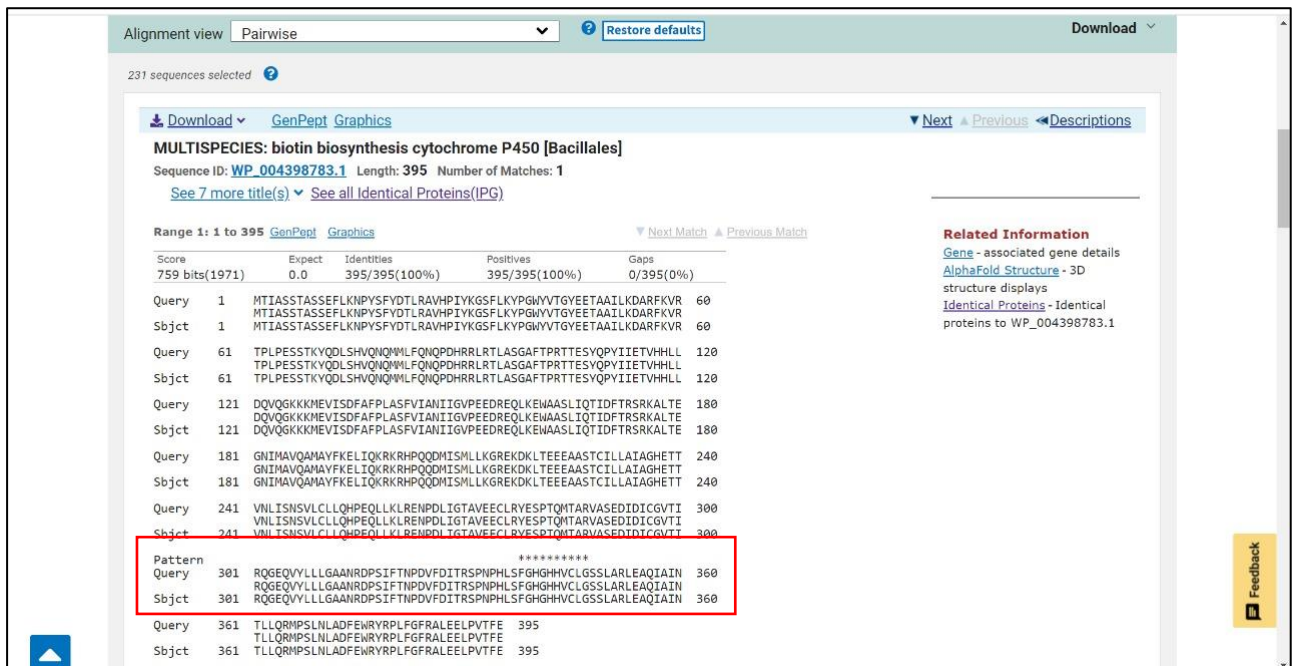 Alignment view Pairwise Restore defaults Download
231 sequences selected
Download GenPept Graphics Next Previous Descriptions
MULTISPECIES: biotin biosynthesis cytochrome P450 [Bacillales]
Sequence ID: WP_004398783.1 Length: 395 Number of Matches: 1
See 7 more title(s) See all Identical Proteins(IPG)
Range 1: 1 to 395 GenPept Graphics Next Match Previous Match
Score Expect Identities Positives Gaps
759 bits(1971) 0.0 395/395(100%) 395/395(100%) 0/395(0%)
Query 1 MTIASSTASSEFLKNPYSFYDTLRAVHPIYKGSFLKYPGWYVTGYEETAAILKDARFKVR 60
MTIASSTASSEFLKNPYSFYDTLRAVHPIYKGSFLKYPGWYVTGYEETAAILKDARFKVR
Sbjct 1 MTIASSTASSEFLKNPYSFYDTLRAVHPIYKGSFLKYPGWYVTGYEETAAILKDARFKVR 60
Query 61 TPLPESSTKYQDLSHVQNQMMLFQNQPDHRRLRTLASGAFTPRTTESYQPYIIETVHHLL 120
TPLPESSTKYQDLSHVQNQMMLFQNQPDHRRLRTLASGAFTPRTTESYQPYIIETVHHLL
Sbjct 61 TPLPESSTKYQDLSHVQNQMMLFQNQPDHRRLRTLASGAFTPRTTESYQPYIIETVHHLL 120
Query 121 DQVQGKKKMEVISDFAFPLASFVIANIIGVPEEDREQLKEWAASLIQTIDFTRSRKALTE 180
DQVQGKKKMEVISDFAFPLASFVIANIIGVPEEDREQLKEWAASLIQTIDFTRSRKALTE
Sbjct 121 DQVQGKKKMEVISDFAFPLASFVIANIIGVPEEDREQLKEWAASLIQTIDFTRSRKALTE 180
Query 181 GNIMAVQAMAYFKELIQKRKRHPQQDMISMLLKGREKDKLTEEEAASTCILLAIAGHETT 240
GNIMAVQAMAYFKELIQKRKRHPQQDMISMLLKGREKDKLTEEEAASTCILLAIAGHETT
Sbjct 181 GNIMAVQAMAYFKELIQKRKRHPQQDMISMLLKGREKDKLTEEEAASTCILLAIAGHETT 240
Query 241 VNLISNSVLCLLQHPEQLLKLRENPDLIGTAVEECLRYESPTQMTARVASEDIDICGVTI 300
VNLISNSVLCLLQHPEQLLKLRENPDLIGTAVEECLRYESPTQMTARVASEDIDICGVTI
Sbjct 241 VNLISNSVLCLLQHPEQLLKLRENPDLIGTAVEECLRYESPTQMTARVASEDIDICGVTI 300
Pattern **********
Query 301 RQGEQVYLLLGAANRDPSIFTNPDVFDITRSPNPHLSFGHGHHVCLGSSLARLEAQIAIN 360
RQGEQVYLLLGAANRDPSIFTNPDVFDITRSPNPHLSFGHGHHVCLGSSLARLEAQIAIN
Sbjct 301 RQGEQVYLLLGAANRDPSIFTNPDVFDITRSPNPHLSFGHGHHVCLGSSLARLEAQIAIN 360
Query 361 TLLQRMPSLNLADFEWRYRPLFGFRALEELPVTFE 395
TLLQRMPSLNLADFEWRYRPLFGFRALEELPVTFE
Sbjct 361 TLLQRMPSLNLADFEWRYRPLFGFRALEELPVTFE 395
Related Information
Gene - associated gene details
AlphaFold Structure - 3D
structure displays
Identical Proteins - Identical
proteins to WP_004398783.1
Feedback